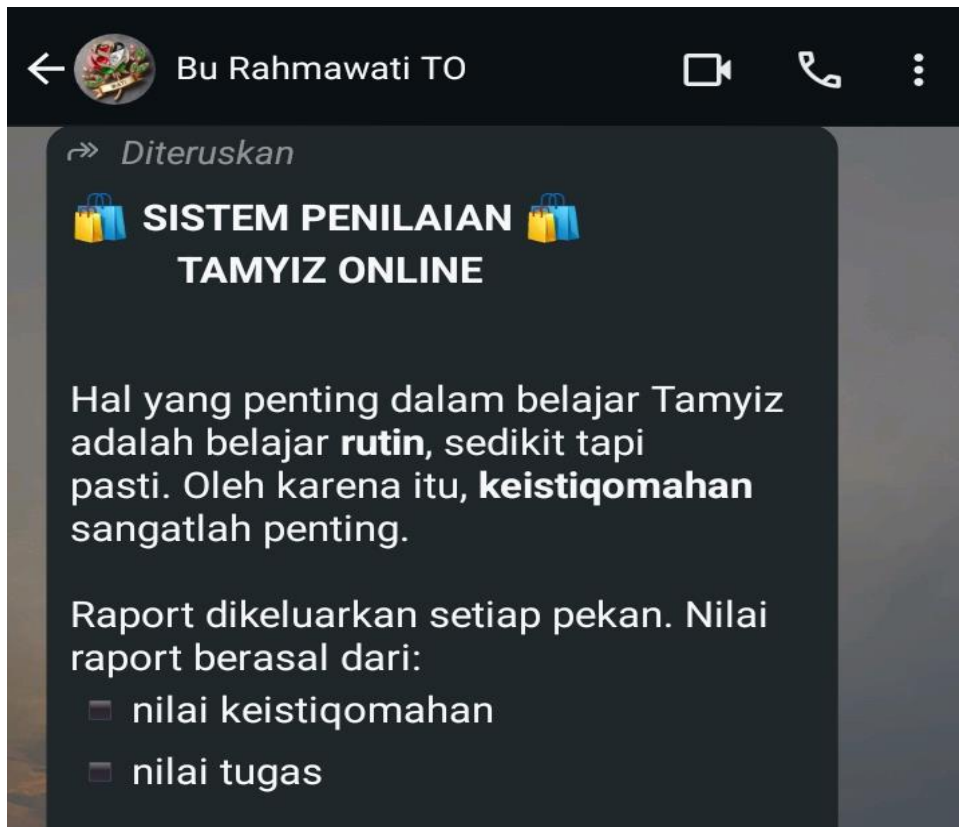 Bu Rahmawati TO
Diteruskan
🛍️ SISTEM PENILAIAN 🛍️
TAMYIZ ONLINE
Hal yang penting dalam belajar Tamyiz
adalah belajar rutin, sedikit tapi
pasti. Oleh karena itu, keistiqomahan
sangatlah penting.
Raport dikeluarkan setiap pekan. Nilai
raport berasal dari:
▪️ nilai keistiqomahan
▪️ nilai tugas